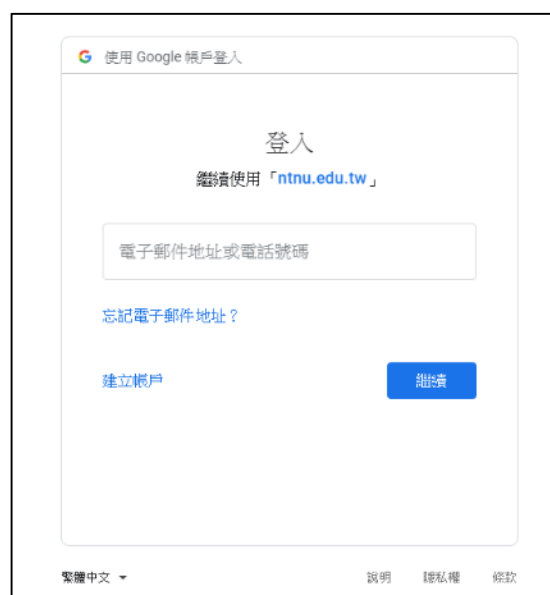 使用 Google 帳戶登入
登入
繼續使用「ntnu.edu.tw」
電子郵件地址或電話號碼
忘記電子郵件地址？
建立帳戶
繼續
繁體中文
說明 隱私權 條款